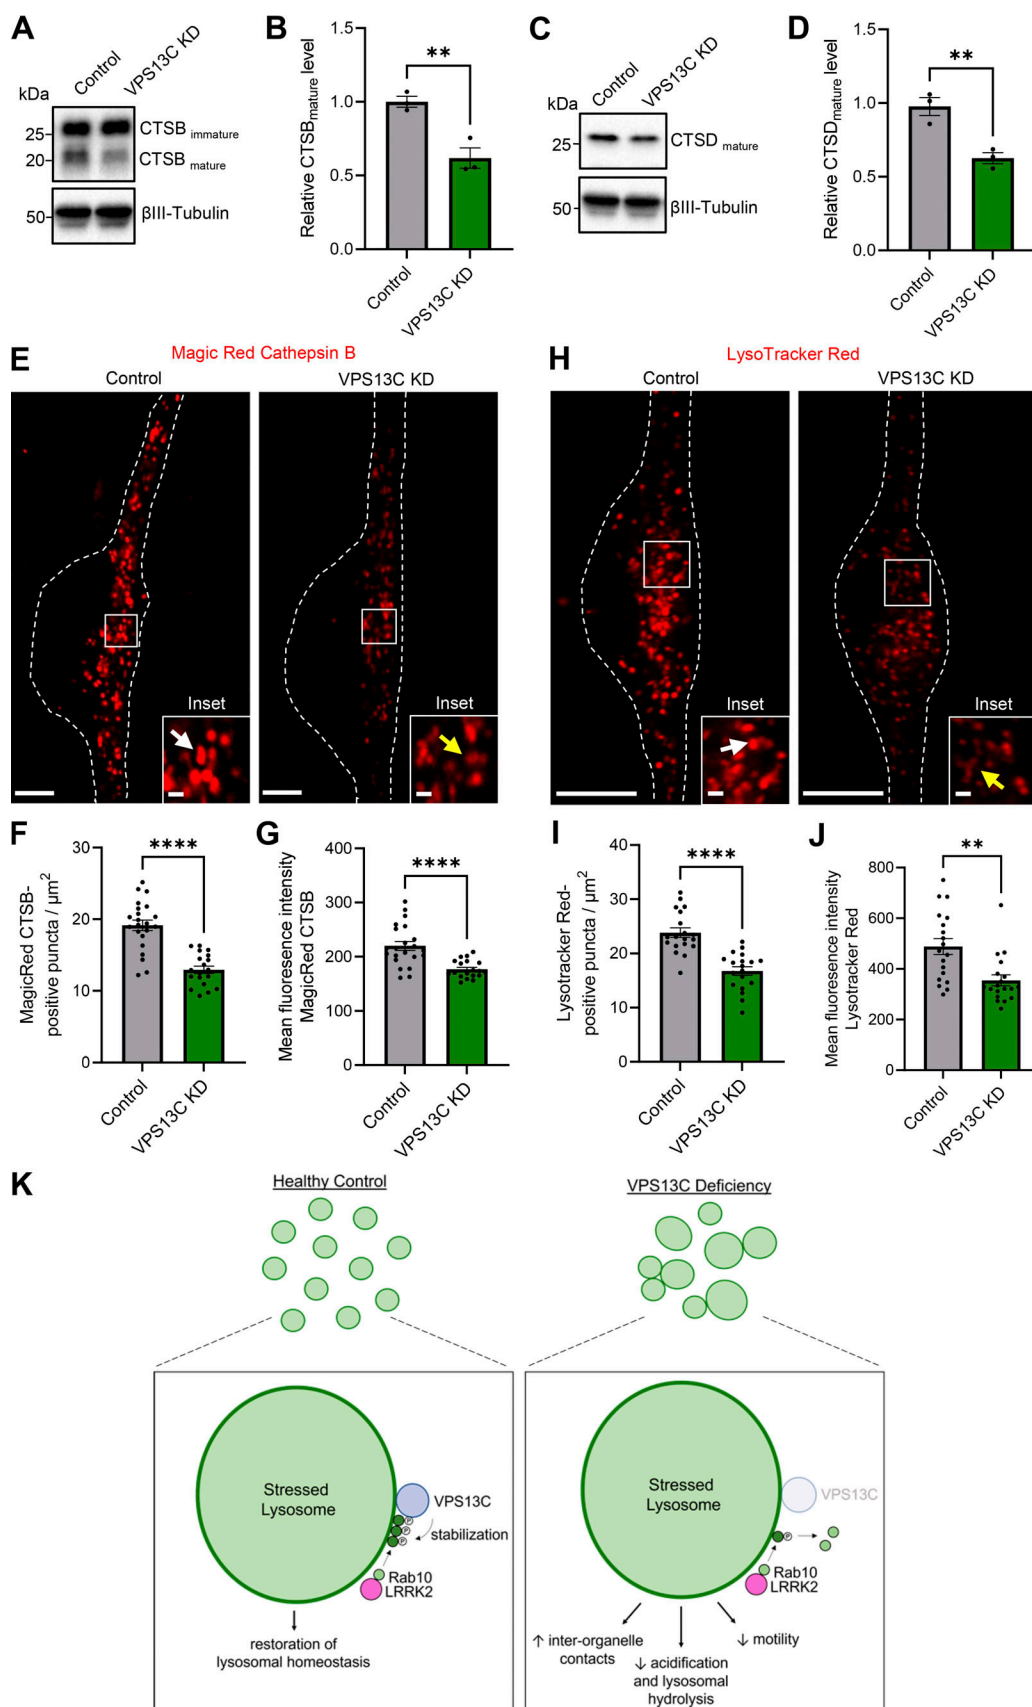 A
Control
VPS13C KD
kDa
25
20
50
CTSB immature
CTSB mature
βIII-Tubulin
B
Relative CTSBmature level
1.5
1.0
0.5
0.0
**
Control
VPS13C KD
C
Control
VPS13C KD
kDa
25
50
CTSD mature
βIII-Tubulin
D
Relative CTSDmature level
1.5
1.0
0.5
0.0
**
Control
VPS13C KD
E
Magic Red Cathepsin B
Control
VPS13C KD
Inset
Inset
H
LysoTracker Red
Control
VPS13C KD
Inset
Inset
F
MagicRed CTSB-
positive puncta / µm²
30
20
10
0
****
Control
VPS13C KD
G
Mean fluoresence intensity
MagicRed CTSB
400
300
200
100
0
****
Control
VPS13C KD
I
Lysotracker Red-
positive puncta / µm²
40
30
20
10
0
****
Control
VPS13C KD
J
Mean fluoresence intensity
Lysotracker Red
800
600
400
200
0
**
Control
VPS13C KD
K
Healthy Control
VPS13C Deficiency
Stressed
Lysosome
VPS13C
P
P
P
stabilization
Rab10
LRRK2
restoration of
lysosomal homeostasis
Stressed
Lysosome
VPS13C
P
Rab10
LRRK2
↑ inter-organelle
contacts
↓ acidification
and lysosomal
hydrolysis
↓ motility